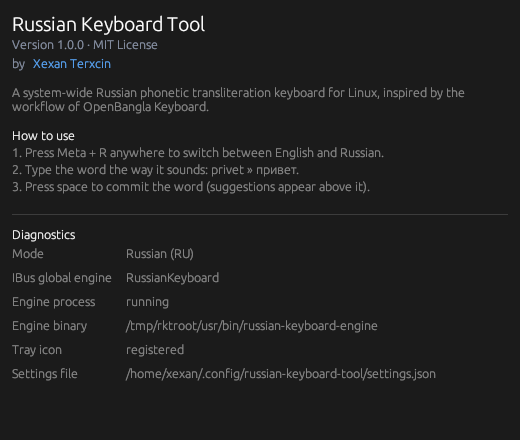 Russian Keyboard Tool
Version 1.0.0 · MIT License
by Xexan Terxcin
A system-wide Russian phonetic transliteration keyboard for Linux, inspired by the
workflow of OpenBangla Keyboard.
How to use
1. Press Meta + R anywhere to switch between English and Russian.
2. Type the word the way it sounds: privet » привет.
3. Press space to commit the word (suggestions appear above it).
Diagnostics
Mode Russian (RU)
IBus global engine RussianKeyboard
Engine process running
Engine binary /tmp/rktroot/usr/bin/russian-keyboard-engine
Tray icon registered
Settings file /home/xexan/.config/russian-keyboard-tool/settings.json